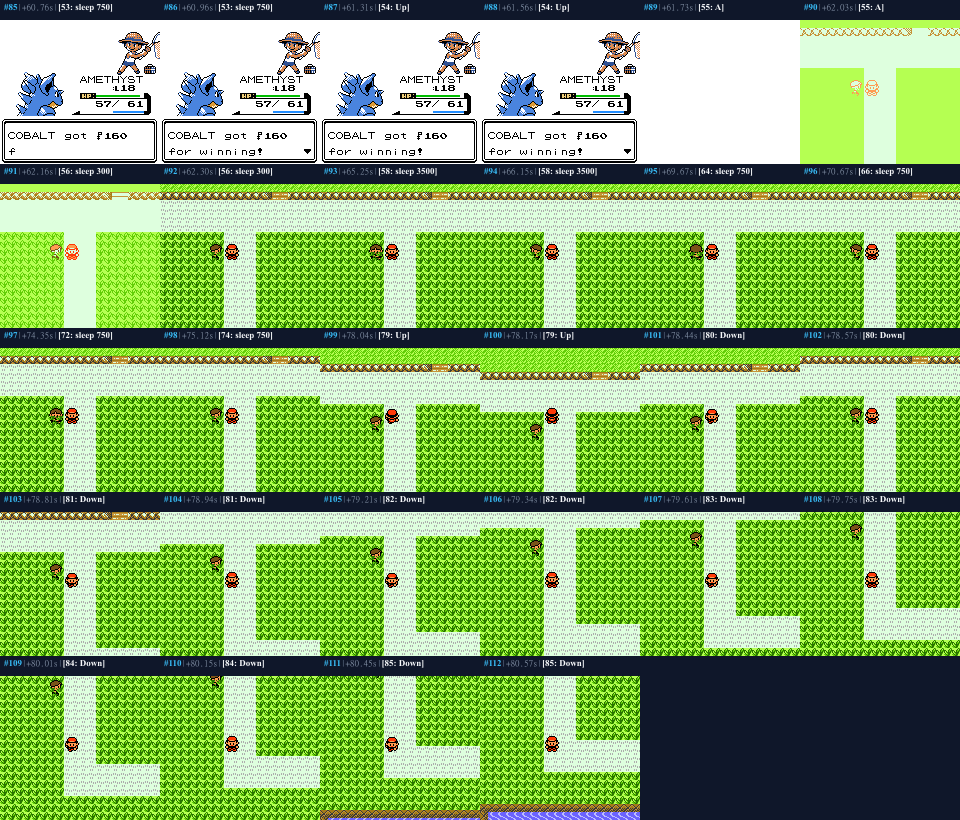 #85|+60.76s|[53: sleep 750]
#86|+60.96s|[53: sleep 750]
#87|+61.31s|[54: Up]
#88|+61.56s|[54: Up]
#89|+61.73s|[55: A]
#90|+62.03s|[55: A]
AMETHYST
:L18
HP:
57/ 61
COBALT got ₽160
₽
AMETHYST
:L18
HP:
57/ 61
COBALT got ₽160
for winning!
AMETHYST
:L18
HP:
57/ 61
COBALT got ₽160
for winning!
AMETHYST
:L18
HP:
57/ 61
COBALT got ₽160
for winning!
#91|+62.16s|[56: sleep 300]
#92|+62.30s|[56: sleep 300]
#93|+65.25s|[58: sleep 3500]
#94|+66.15s|[58: sleep 3500]
#95|+69.67s|[64: sleep 750]
#96|+70.67s|[66: sleep 750]
#97|+74.35s|[72: sleep 750]
#98|+75.12s|[74: sleep 750]
#99|+78.04s|[79: Up]
#100|+78.17s|[79: Up]
#101|+78.44s|[80: Down]
#102|+78.57s|[80: Down]
#103|+78.81s|[81: Down]
#104|+78.94s|[81: Down]
#105|+79.21s|[82: Down]
#106|+79.34s|[82: Down]
#107|+79.61s|[83: Down]
#108|+79.75s|[83: Down]
#109|+80.01s|[84: Down]
#110|+80.15s|[84: Down]
#111|+80.45s|[85: Down]
#112|+80.57s|[85: Down]